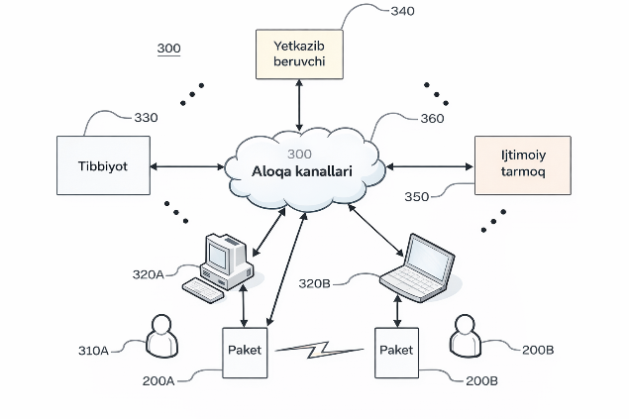 340
300
Yetkazib
beruvchi
330
360
300
Tibbiyot
Aloqa kanallari
Ijtimoiy
tarmoq
350
320A
320B
310A
Paket
Paket
200B
200A
200B